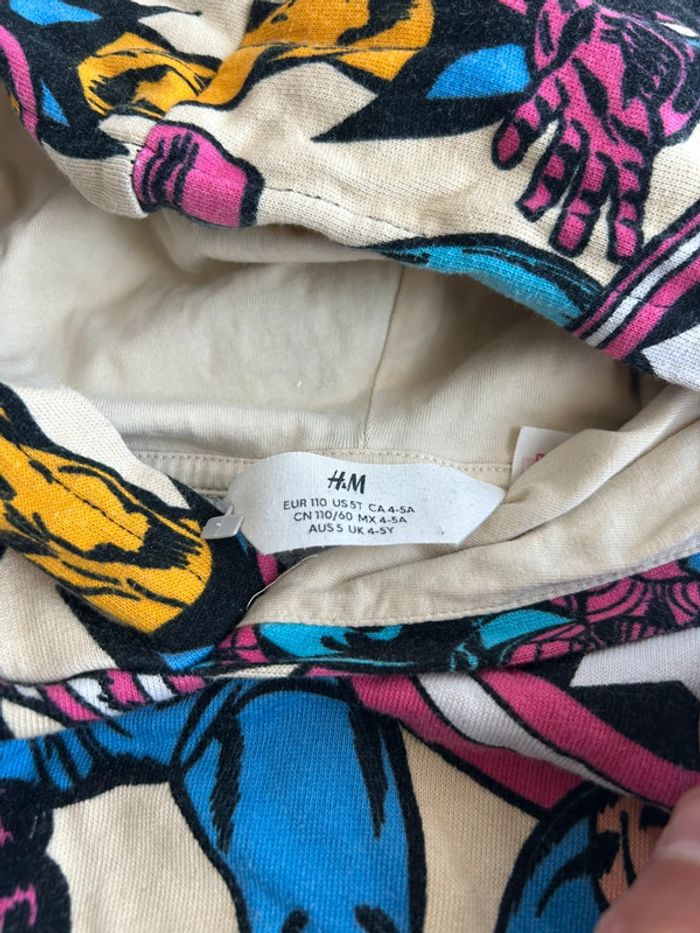 H&M
EUR 110 US 5T CA 4-5A
CN 110/60 MX 4-5A
AUS 5 UK 4-5Y